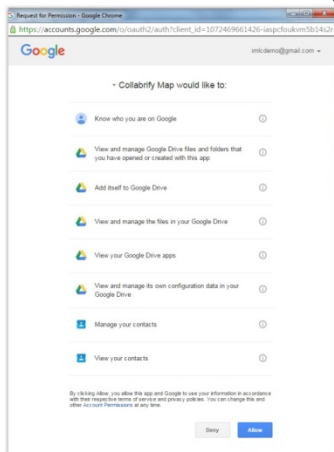 Request for Permission - Google Chrome
https://accounts.google.com/o/oauth2/auth?client_id=1072469661426-iaspcfoukvm5b14s2r
Google
imlcdemo@gmail.com
Collabrify Map would like to:
Know who you are on Google
View and manage Google Drive files and folders that
you have opened or created with this app
Add itself to Google Drive
View and manage the files in your Google Drive
View your Google Drive apps
View and manage its own configuration data in your
Google Drive
Manage your contacts
View your contacts
By clicking Allow, you allow this app and Google to use your information in accordance
with their respective terms of service and privacy policies. You can change this and
other Account Permissions at any time.
Deny
Allow